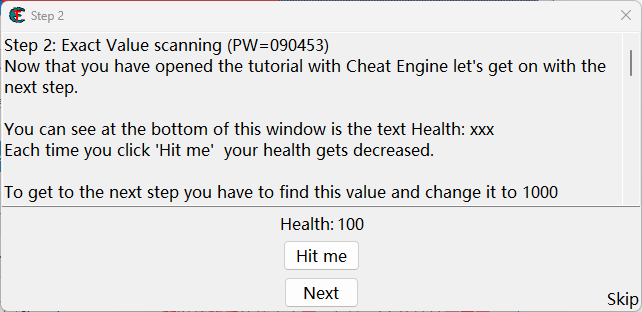 Step 2
Step 2: Exact Value scanning (PW=090453)
Now that you have opened the tutorial with Cheat Engine let's get on with the
next step.
You can see at the bottom of this window is the text Health: xxx
Each time you click 'Hit me'  your health gets decreased.
To get to the next step you have to find this value and change it to 1000
Health: 100
Hit me
Next
Skip